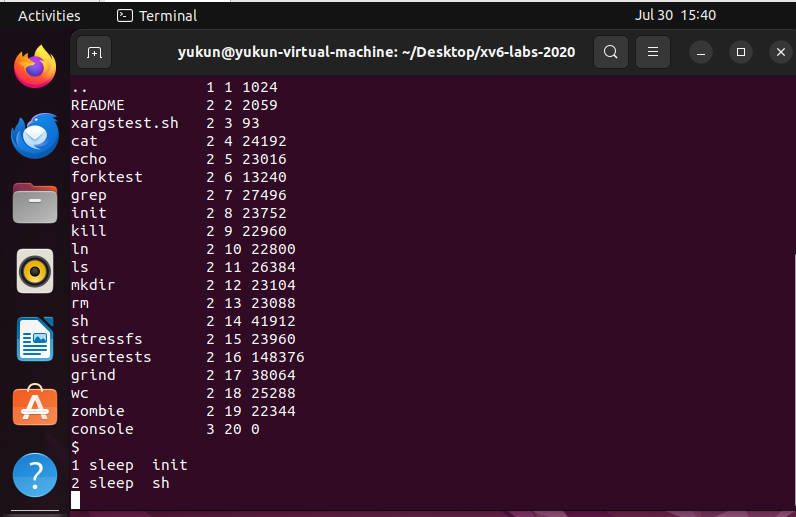 Activities Terminal Jul 30 15:40
yukun@yukun-virtual-machine: ~/Desktop/xv6-labs-2020
.. 1 1 1024
README 2 2 2059
xargstest.sh 2 3 93
cat 2 4 24192
echo 2 5 23016
forktest 2 6 13240
grep 2 7 27496
init 2 8 23752
kill 2 9 22960
ln 2 10 22800
ls 2 11 26384
mkdir 2 12 23104
rm 2 13 23088
sh 2 14 41912
stressfs 2 15 23960
usertests 2 16 148376
grind 2 17 38064
wc 2 18 25288
zombie 2 19 22344
console 3 20 0
$
1 sleep init
2 sleep sh